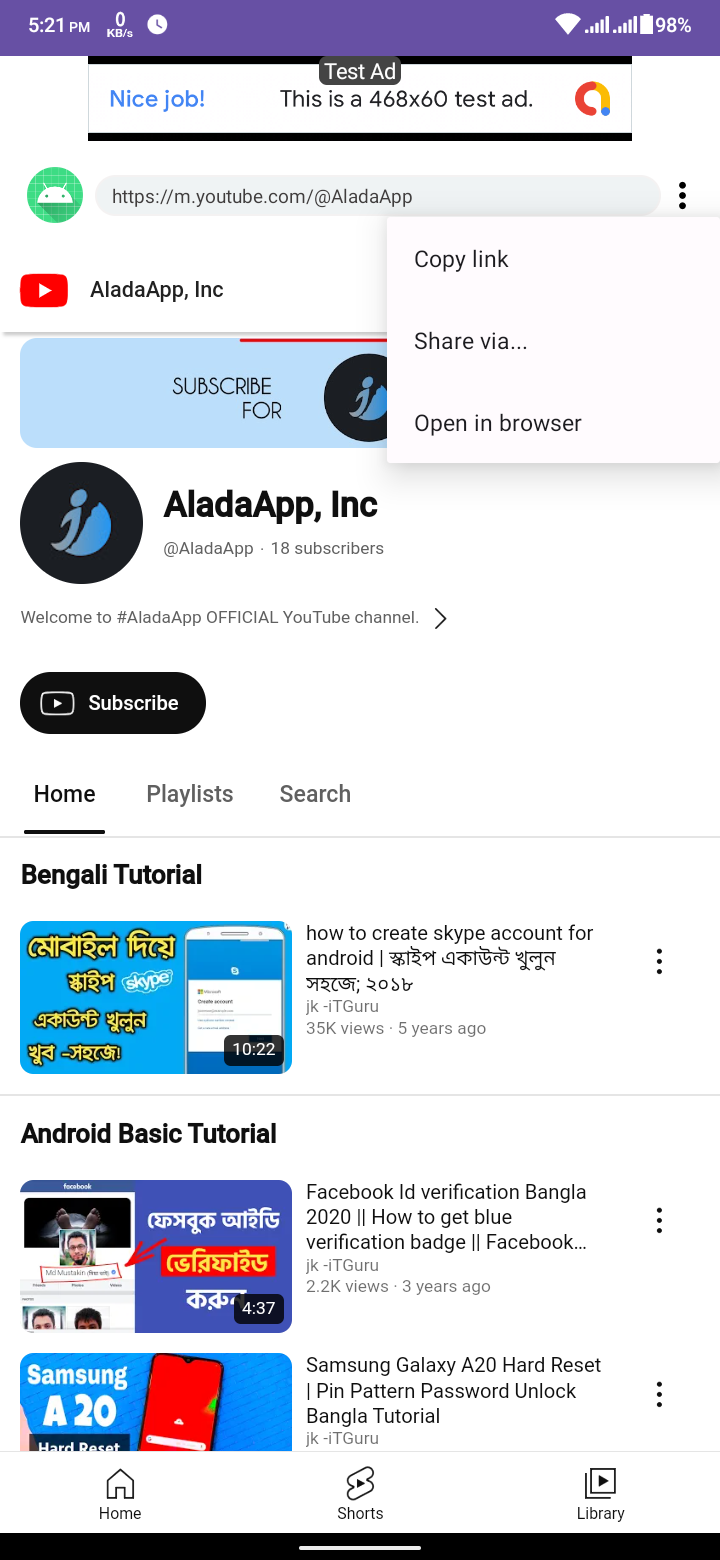 5:21 PM
0
KB/s
98%
Test Ad
Nice job!
This is a 468x60 test ad.
https://m.youtube.com/@AladaApp
Copy link
Share via...
Open in browser
AladaApp, Inc
SUBSCRIBE
FOR
AladaApp, Inc
@AladaApp · 18 subscribers
Welcome to #AladaApp OFFICIAL YouTube channel.
Subscribe
Home
Playlists
Search
Bengali Tutorial
মোবাইল দিয়ে
স্কাইপ skype
একাউন্ট খুলুন
খুব -সহজে!
Microsoft
Create account
10:22
how to create skype account for
android | স্কাইপ একাউন্ট খুলুন
সহজে; ২০১৮
jk -iTGuru
35K views · 5 years ago
Android Basic Tutorial
facebook
Md Mustakin
ফেসবুক আইডি
ভেরিফাইড
করুন
4:37
Facebook Id verification Bangla
2020 || How to get blue
verification badge || Facebook...
jk -iTGuru
2.2K views · 3 years ago
Samsung
A 20
Hard Reset
Samsung Galaxy A20 Hard Reset
| Pin Pattern Password Unlock
Bangla Tutorial
jk -iTGuru
Home
Shorts
Library